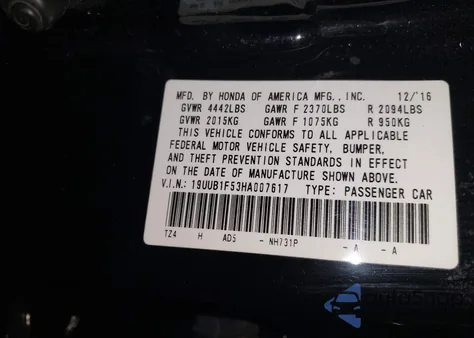 MFD. BY HONDA OF AMERICA MFG., INC. 12/'16
GVWR 4442LBS GAWR F 2370LBS R 2094LBS
GVWR 2015KG GAWR F 1075KG R 950KG
THIS VEHICLE CONFORMS TO ALL APPLICABLE
FEDERAL MOTOR VEHICLE SAFETY, BUMPER,
AND THEFT PREVENTION STANDARDS IN EFFECT
ON THE DATE OF MANUFACTURE SHOWN ABOVE.
V.I.N.: 19UUB1F53HA007617 TYPE: PASSENGER CAR
TZ4 H AD5 - NH731P - A - A